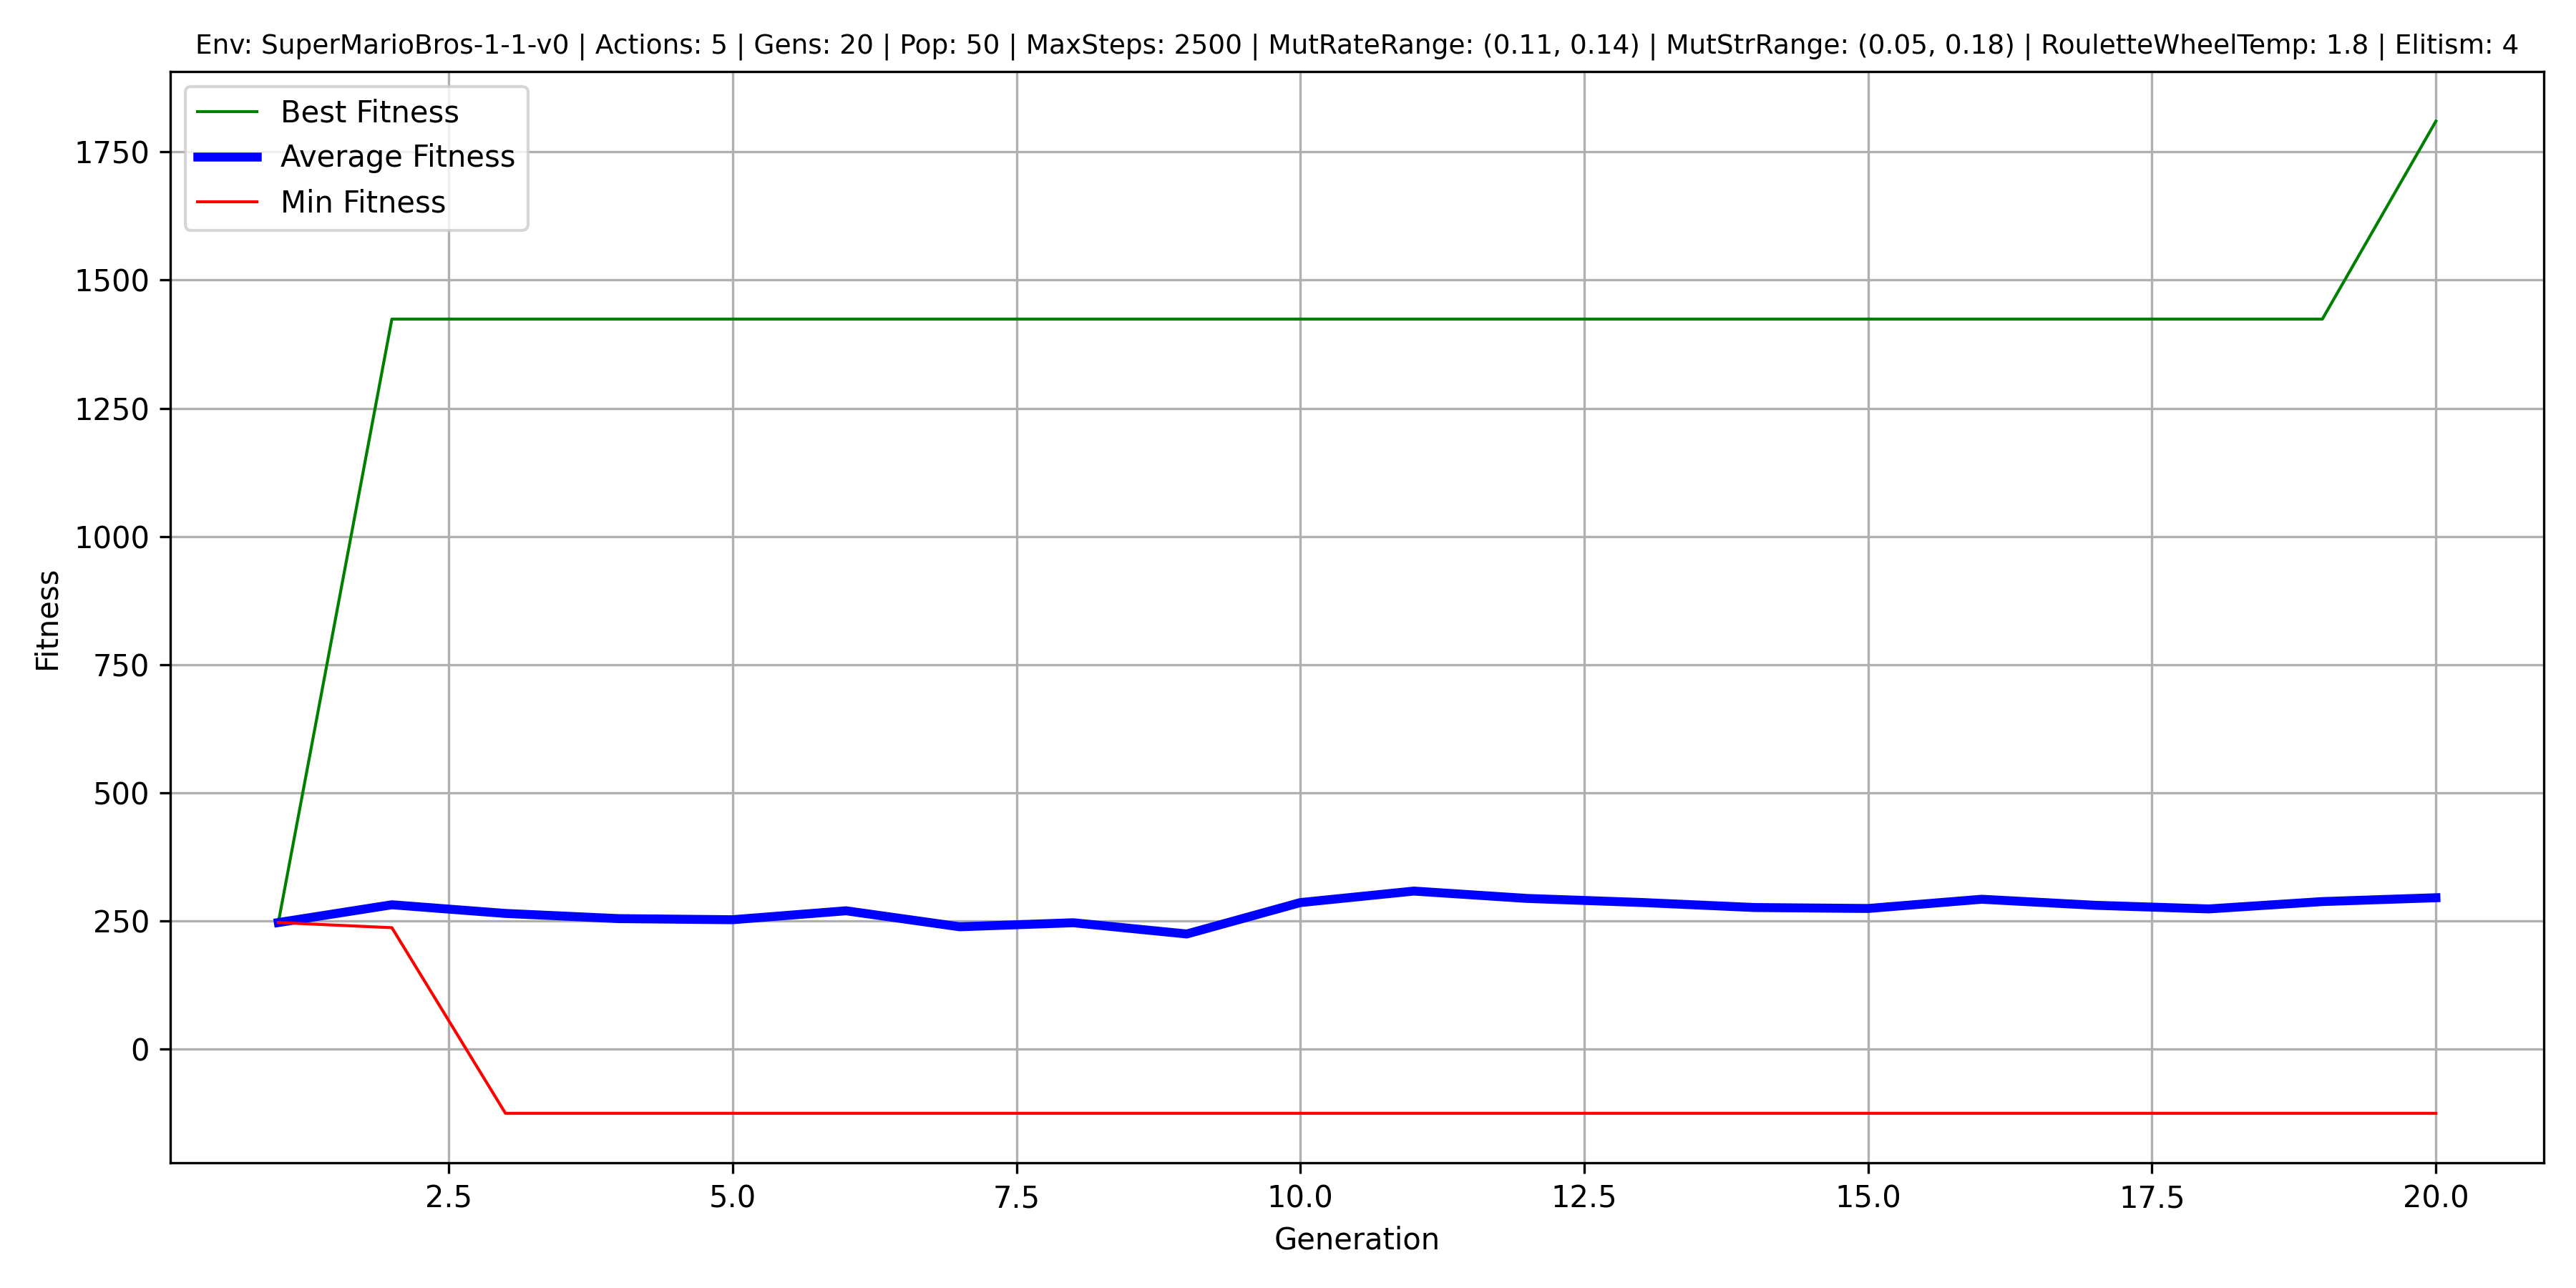 Env: SuperMarioBros-1-1-v0 | Actions: 5 | Gens: 20 | Pop: 50 | MaxSteps: 2500 | MutRateRange: (0.11, 0.14) | MutStrRange: (0.05, 0.18) | RouletteWheelTemp: 1.8 | Elitism: 4
Best Fitness
Average Fitness
Min Fitness
1750
1500
1250
1000
750
500
250
0
Fitness
2.5 5.0 7.5 10.0 12.5 15.0 17.5 20.0
Generation